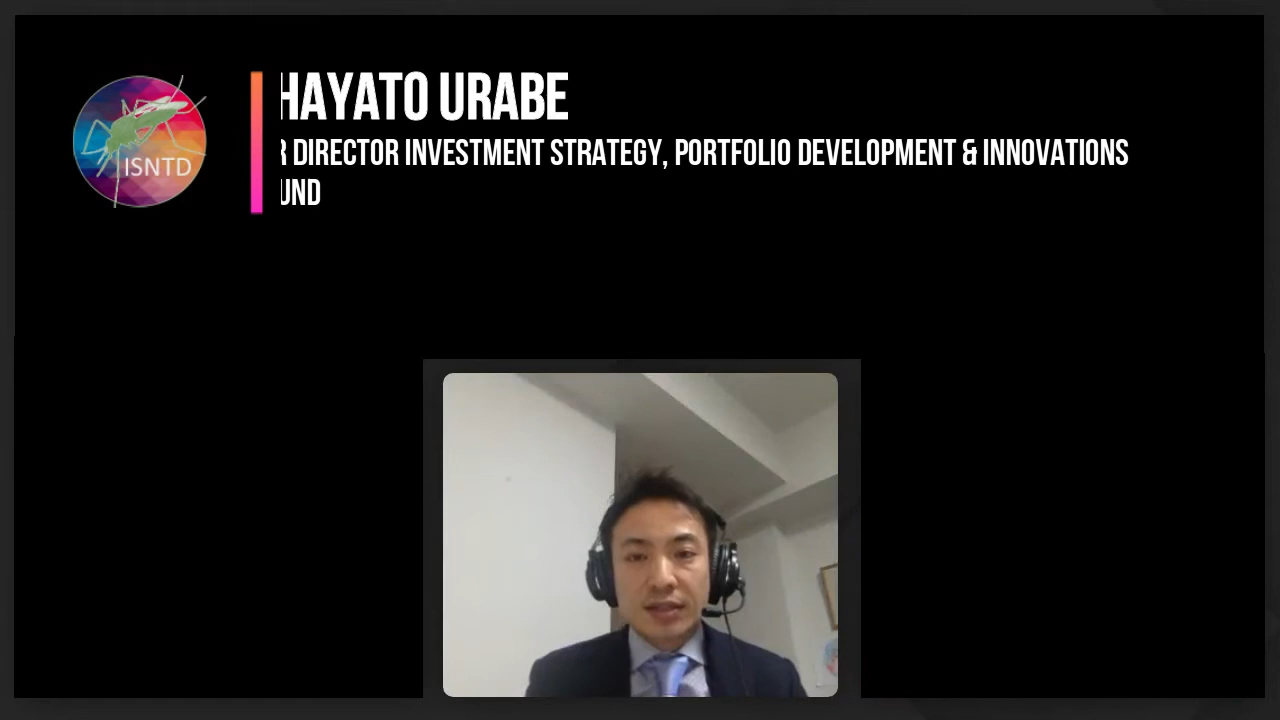 ISNTD
HAYATO URABE
R DIRECTOR INVESTMENT STRATEGY, PORTFOLIO DEVELOPMENT & INNOVATIONS
UND